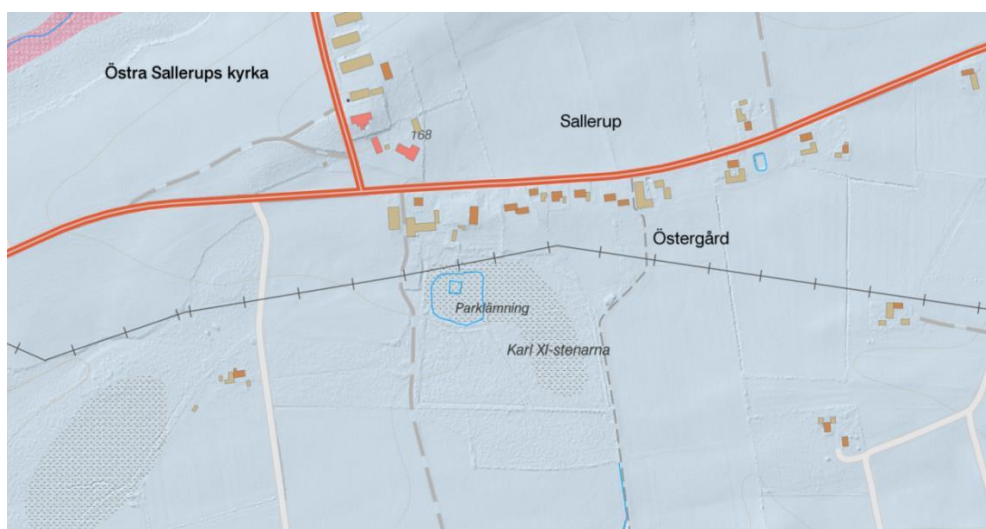 Östra Sallerups kyrka
168
Sallerup
Östergård
Parklämning
Karl XI-stenarna